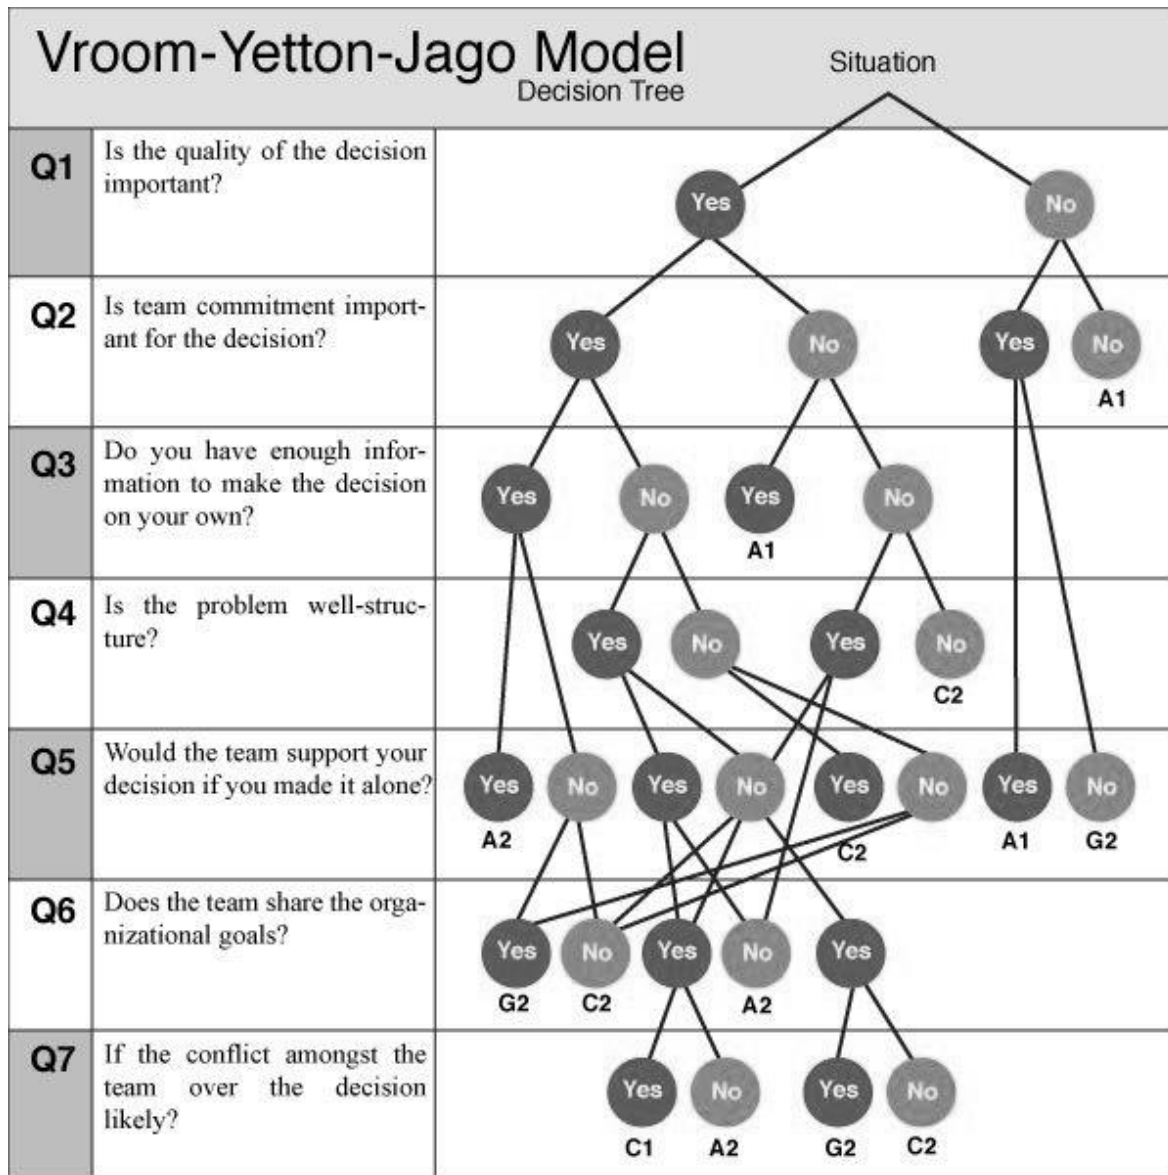 Vroom-Yetton-Jago Model
Decision Tree
Situation
Q1
Is the quality of the decision
important?
Yes
No
Q2
Is team commitment import-
ant for the decision?
Yes
No
Yes
No
A1
Q3
Do you have enough infor-
mation to make the decision
on your own?
Yes
No
Yes
No
A1
Q4
Is the problem well-struc-
ture?
Yes
No
Yes
No
C2
Q5
Would the team support your
decision if you made it alone?
Yes
No
Yes
No
Yes
No
Yes
No
A2
C2
A1
G2
Q6
Does the team share the orga-
nizational goals?
Yes
No
Yes
No
Yes
G2
C2
A2
Q7
If the conflict amongst the
team over the decision
likely?
Yes
No
Yes
No
C1
A2
G2
C2